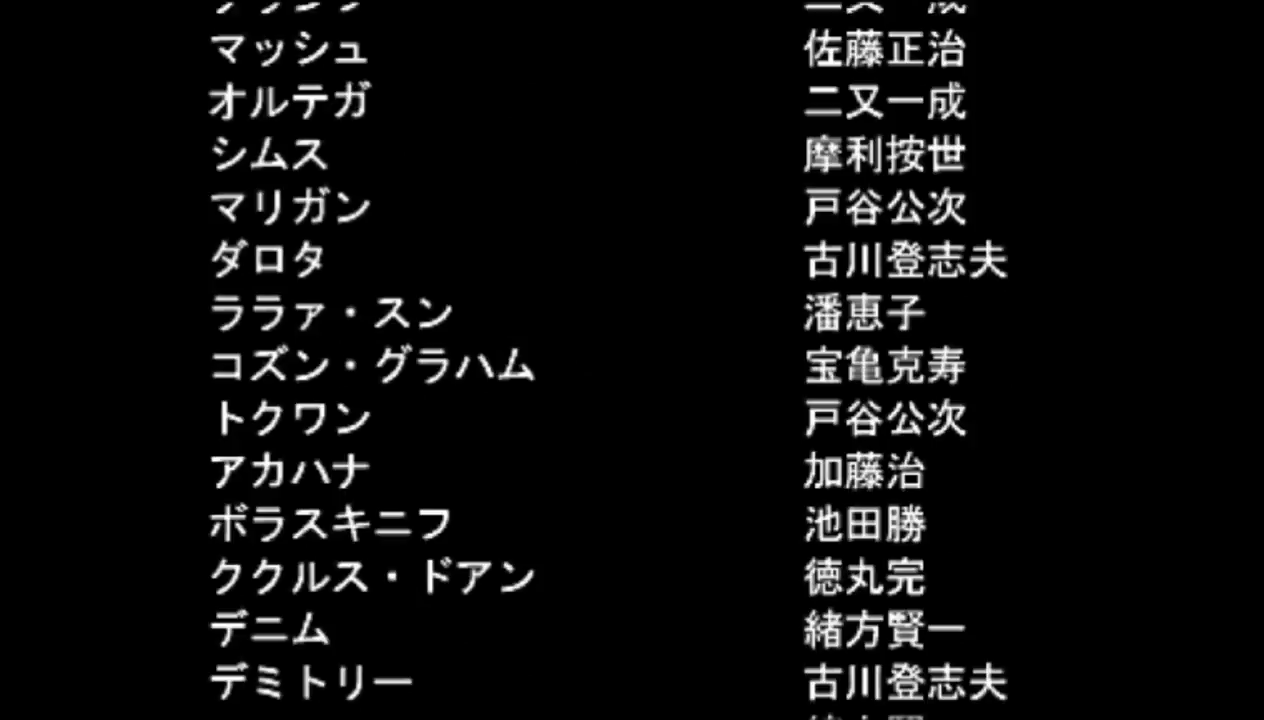 マッシュ 佐藤正治
オルテガ 二又一成
シムス 摩利按世
マリガン 戸谷公次
ダロタ 古川登志夫
ララァ・スン 潘恵子
コズン・グラハム 宝亀克寿
トクワン 戸谷公次
アカハナ 加藤治
ボラスキニフ 池田勝
ククルス・ドアン 徳丸完
デニム 緒方賢一
デミトリー 古川登志夫